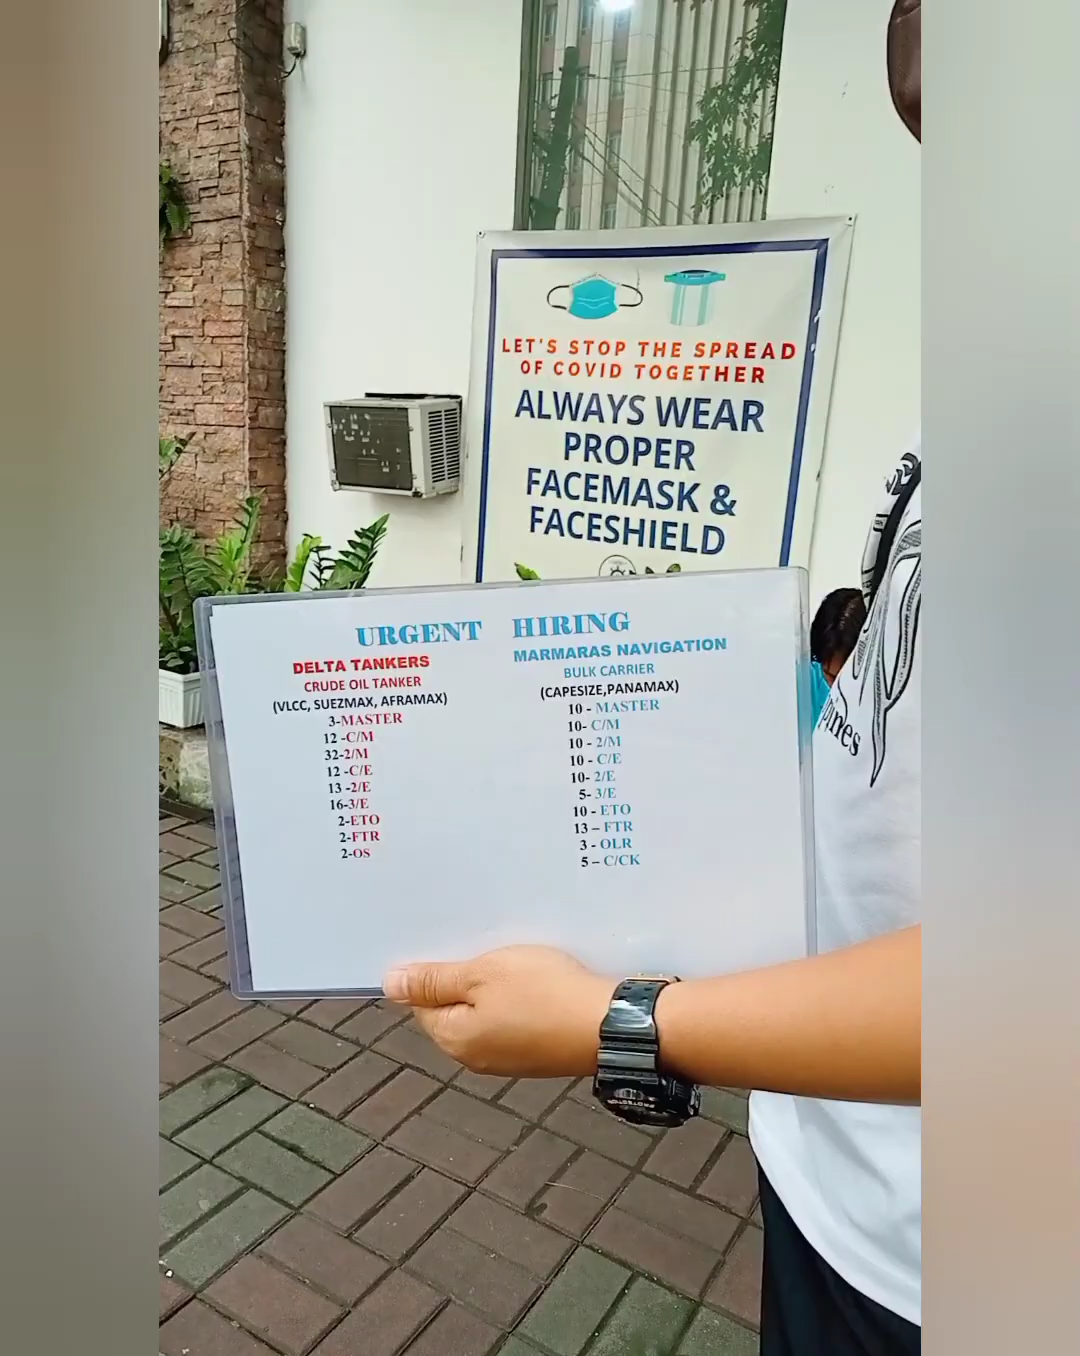 LET'S STOP THE SPREAD
OF COVID TOGETHER
ALWAYS WEAR
PROPER
FACEMASK &
FACESHIELD
URGENT HIRING
DELTA TANKERS
CRUDE OIL TANKER
(VLCC, SUEZMAX, AFRAMAX)
3-MASTER
12 -C/M
32-2/M
12 -C/E
13 -2/E
16-3/E
2-ETO
2-FTR
2-OS
MARMARAS NAVIGATION
BULK CARRIER
(CAPESIZE,PANAMAX)
10 - MASTER
10- C/M
10 - 2/M
10 - C/E
10- 2/E
5- 3/E
10 - ETO
13 – FTR
3 - OLR
5 – C/CK